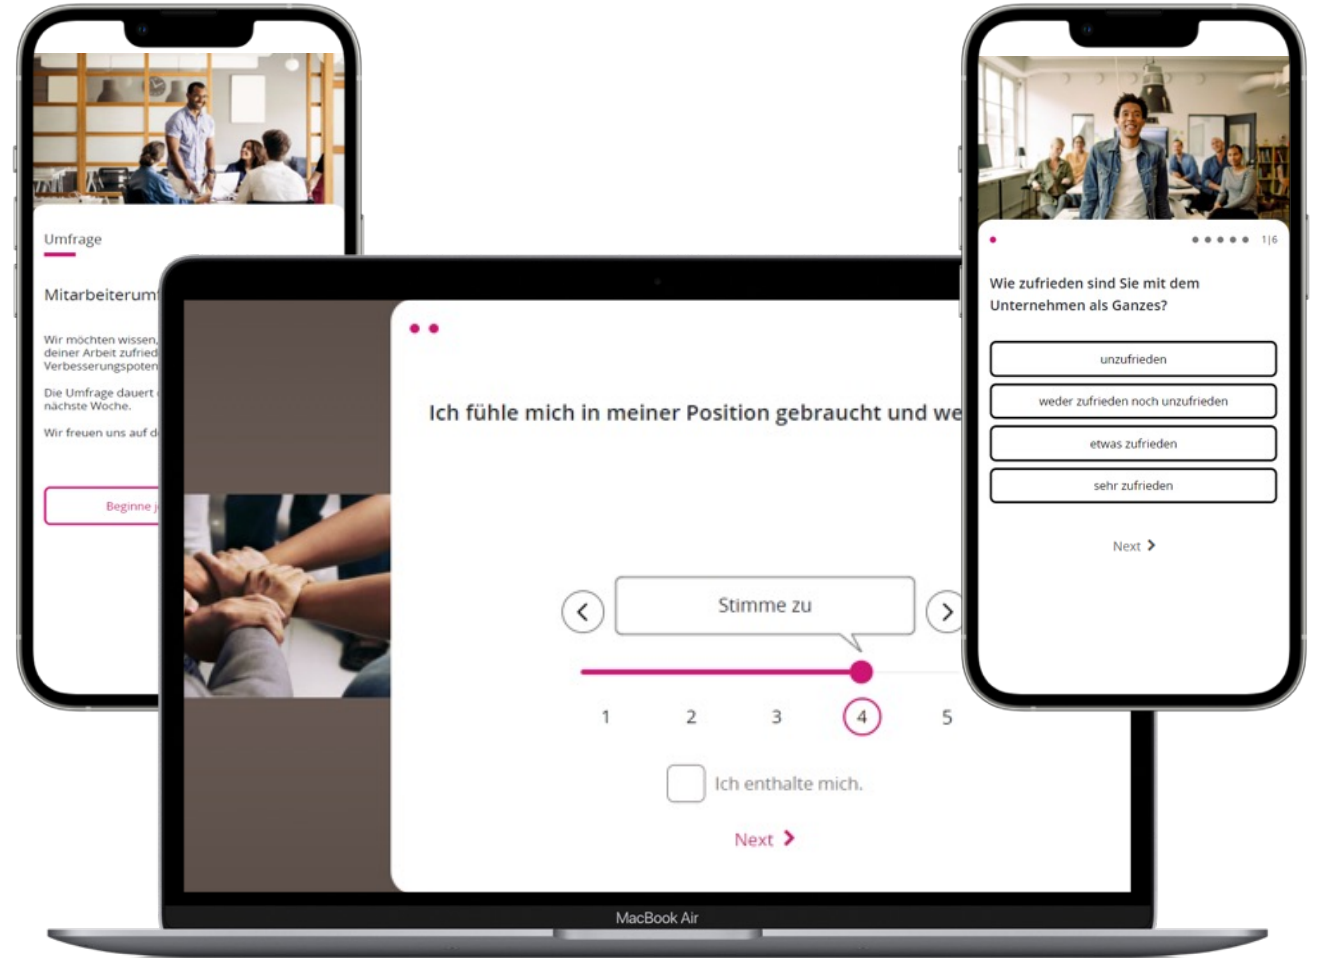 Umfrage
Mitarbeiterum
Wir möchten wissen,
deiner Arbeit zufried
Verbesserungspoten
Die Umfrage dauert
nächste Woche.
Wir freuen uns auf d
Beginne j
Ich fühle mich in meiner Position gebraucht und we
Stimme zu
1 2 3 4 5
Ich enthalte mich.
Next
MacBook Air
1|6
Wie zufrieden sind Sie mit dem
Unternehmen als Ganzes?
unzufrieden
weder zufrieden noch unzufrieden
etwas zufrieden
sehr zufrieden
Next